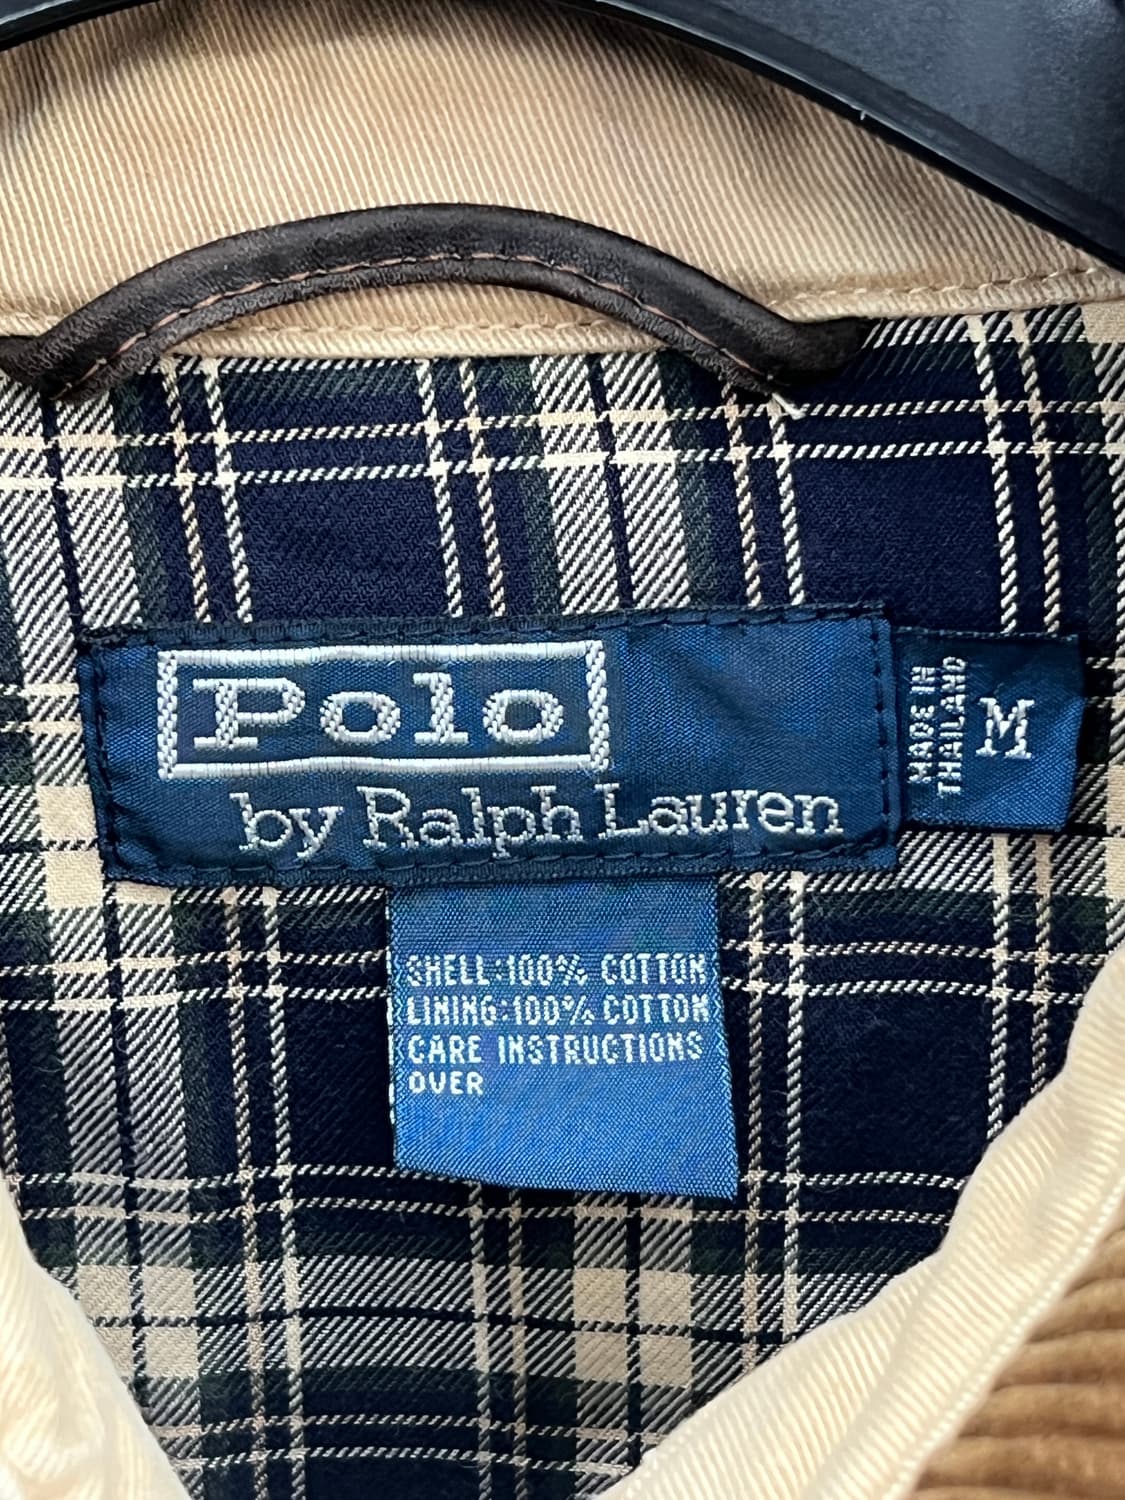 Polo
by Ralph Lauren
MADE IN
THAILAND
M
SHELL:100% COTTON
LINING:100% COTTON
CARE INSTRUCTIONS
OVER